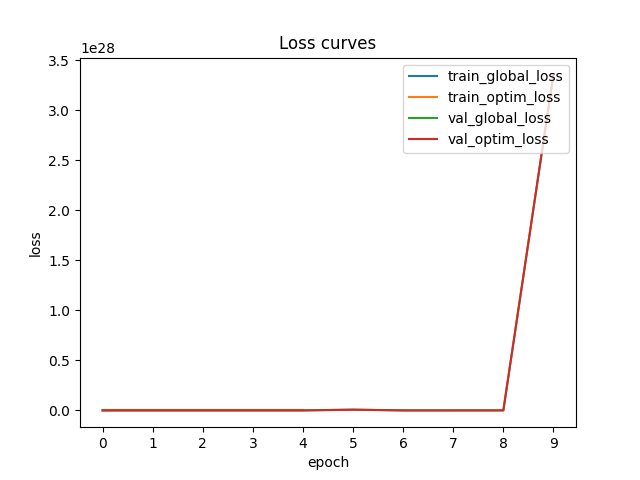 Loss curves
1e28
3.5
3.0
2.5
2.0
1.5
1.0
0.5
0.0
loss
train_global_loss
train_optim_loss
val_global_loss
val_optim_loss
0 1 2 3 4 5 6 7 8 9
epoch